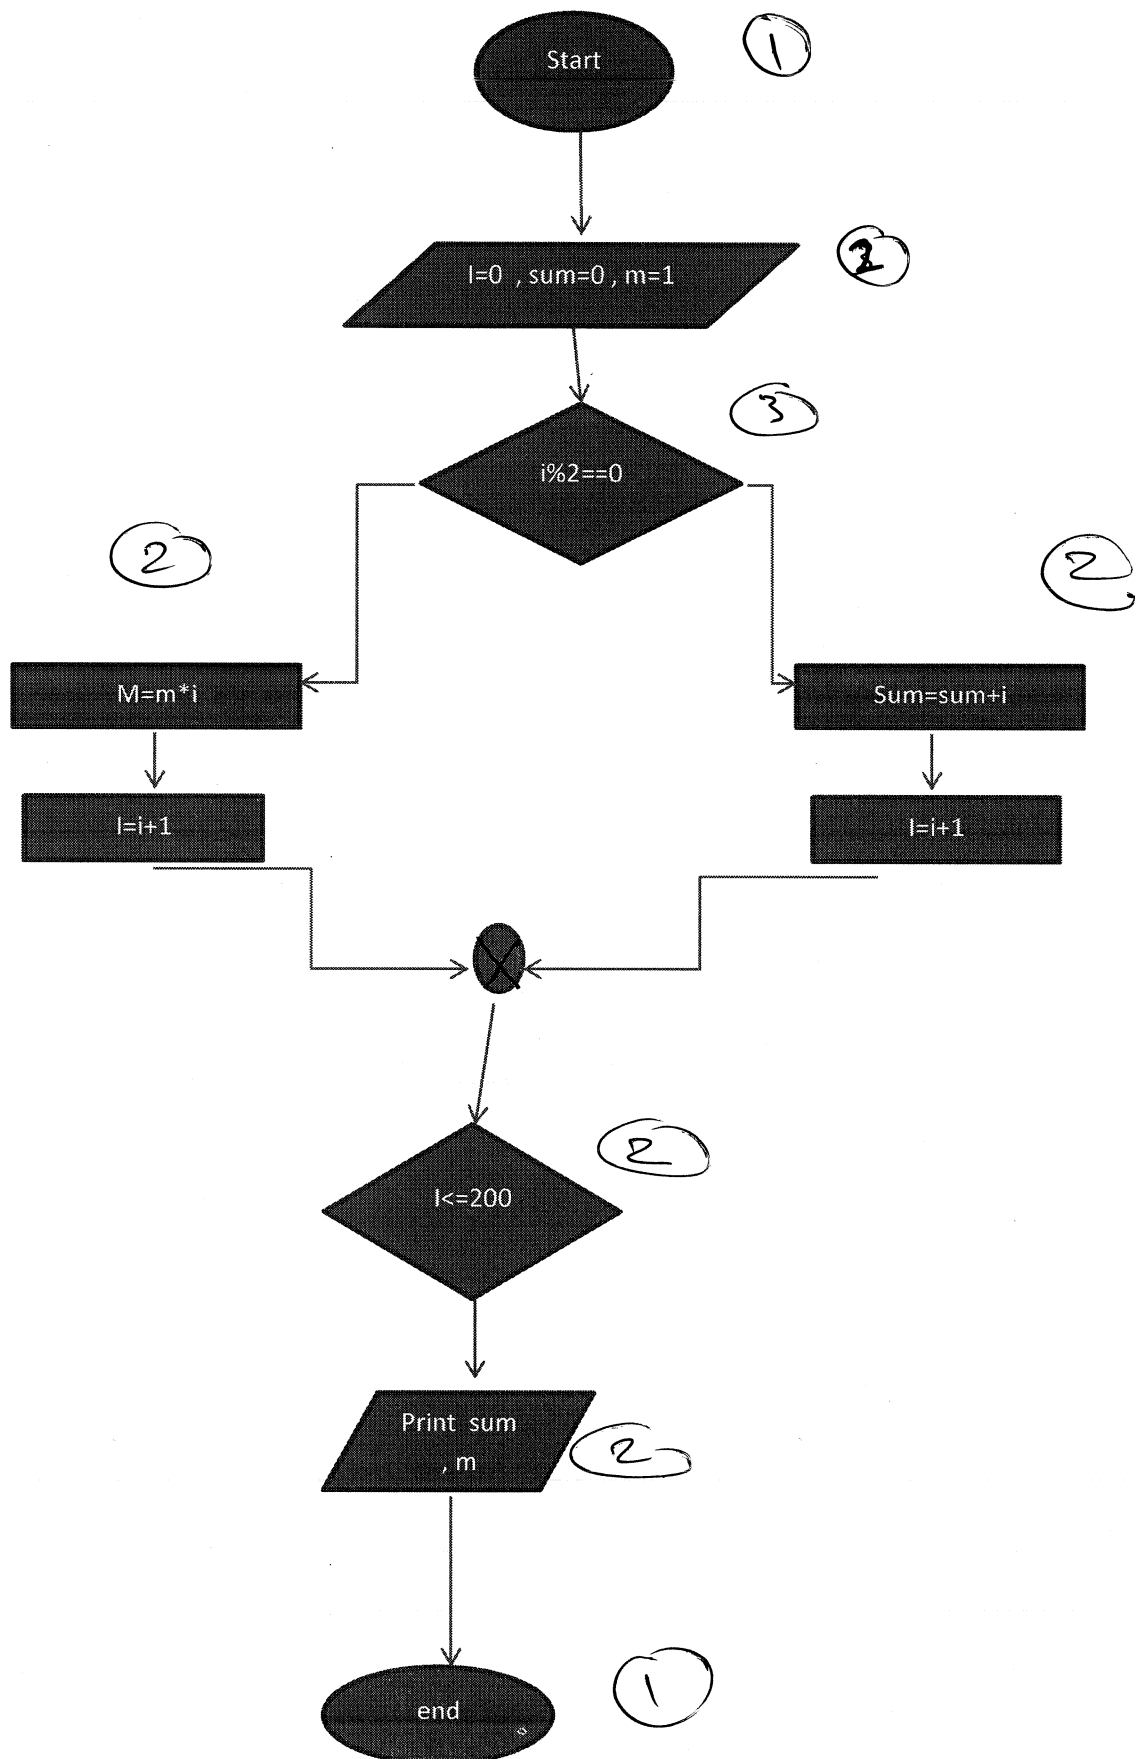 Start
1
I=0 , sum=0 , m=1
2
i%2==0
3
2
2
M=m*i
Sum=sum+i
I=i+1
I=i+1
I<=200
2
Print sum
, m
2
end
1